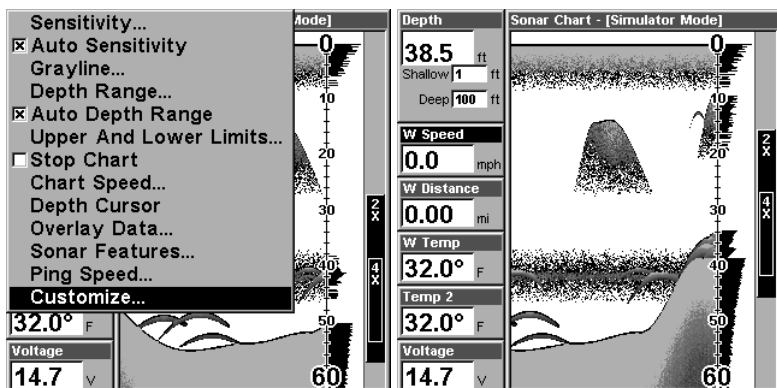 Sensitivity...
Auto Sensitivity
Grayline...
Depth Range...
Auto Depth Range
Upper And Lower Limits...
Stop Chart
Chart Speed...
Depth Cursor
Overlay Data...
Sonar Features...
Ping Speed...
Customize...
Mode]
0
10
20
30
40
50
60
2X
4X
32.0° F
Voltage
14.7 V
Depth
38.5 ft
Shallow 1 ft
Deep 100 ft
W Speed
0.0 mph
W Distance
0.00 mi
W Temp
32.0° F
Temp 2
32.0° F
Voltage
14.7 V
Sonar Chart - [Simulator Mode]
0
10
20
30
40
50
60
2X
4X